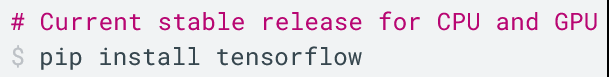 # Current stable release for CPU and GPU
$ pip install tensorflow